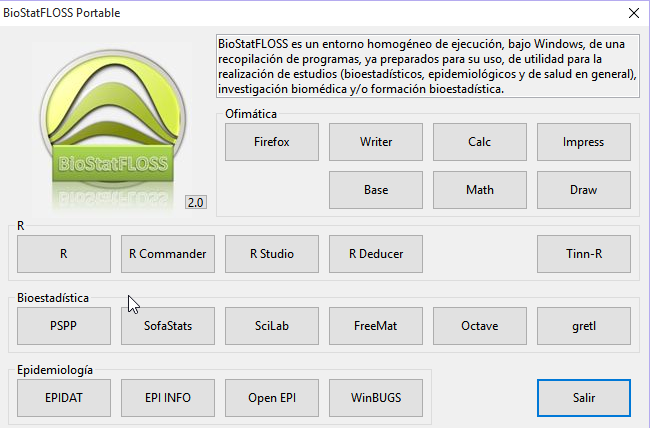 BioStatFLOSS Portable
BioStatFLOSS es un entorno homogéneo de ejecución, bajo Windows, de una
recopilación de programas, ya preparados para su uso, de utilidad para la
realización de estudios (bioestadísticos, epidemiológicos y de salud en general),
investigación biomédica y/o formación bioestadística.
BioStatFLOSS
2.0
Ofimática
Firefox
Writer
Calc
Impress
Base
Math
Draw
R
R
R Commander
R Studio
R Deducer
Tinn-R
Bioestadística
PSPP
SofaStats
SciLab
FreeMat
Octave
gretl
Epidemiología
EPIDAT
EPI INFO
Open EPI
WinBUGS
Salir